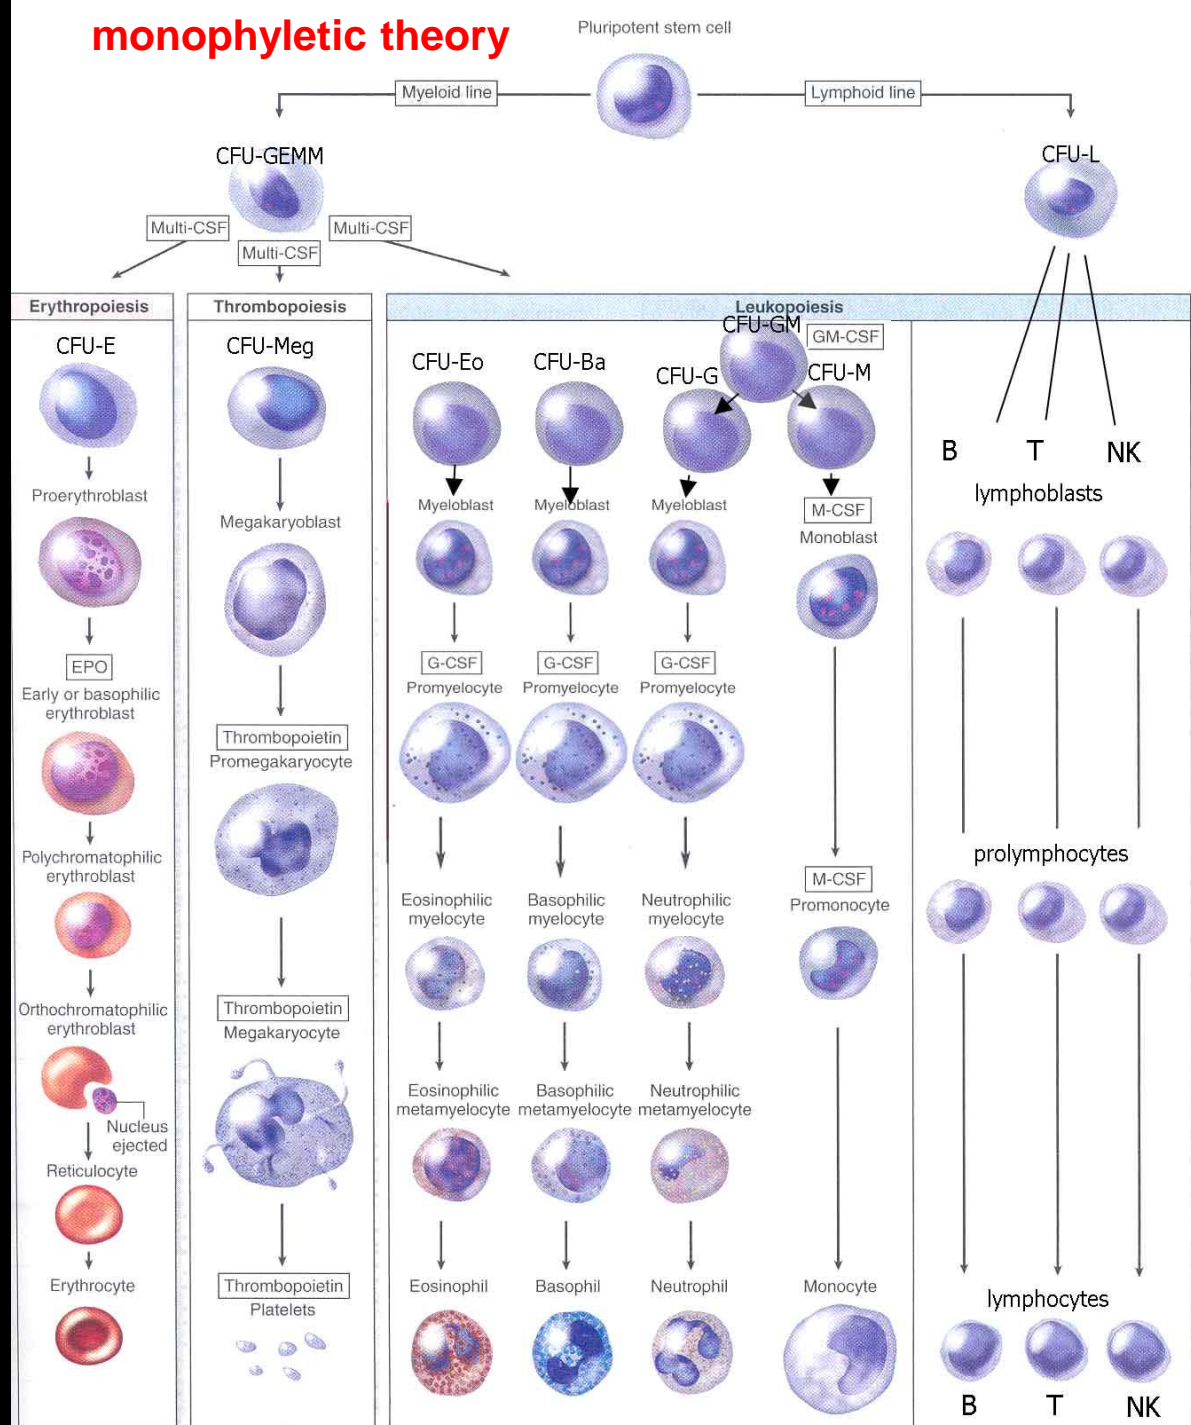 monophyletic theory
Pluripotent stem cell
Myeloid line
Lymphoid line
CFU-GEMM
CFU-L
Multi-CSF
Multi-CSF
Multi-CSF
Erythropoiesis
Thrombopoiesis
Leukopoiesis
CFU-E
Proerythroblast
EPO
Early or basophilic
erythroblast
Polychromatophilic
erythroblast
Orthochromatophilic
erythroblast
Nucleus
ejected
Reticulocyte
Erythrocyte
CFU-Meg
Megakaryoblast
Thrombopoietin
Promegakaryocyte
Thrombopoietin
Megakaryocyte
Thrombopoietin
Platelets
CFU-GM
GM-CSF
CFU-Eo
Myeloblast
G-CSF
Promyelocyte
Eosinophilic
myelocyte
Eosinophilic
metamyelocyte
Eosinophil
CFU-Ba
Myeloblast
G-CSF
Promyelocyte
Basophilic
myelocyte
Basophilic
metamyelocyte
Basophil
CFU-G
Myeloblast
G-CSF
Promyelocyte
Neutrophilic
myelocyte
Neutrophilic
metamyelocyte
Neutrophil
CFU-M
M-CSF
Monoblast
M-CSF
Promonocyte
Monocyte
B T NK
lymphoblasts
prolymphocytes
lymphocytes
B T NK